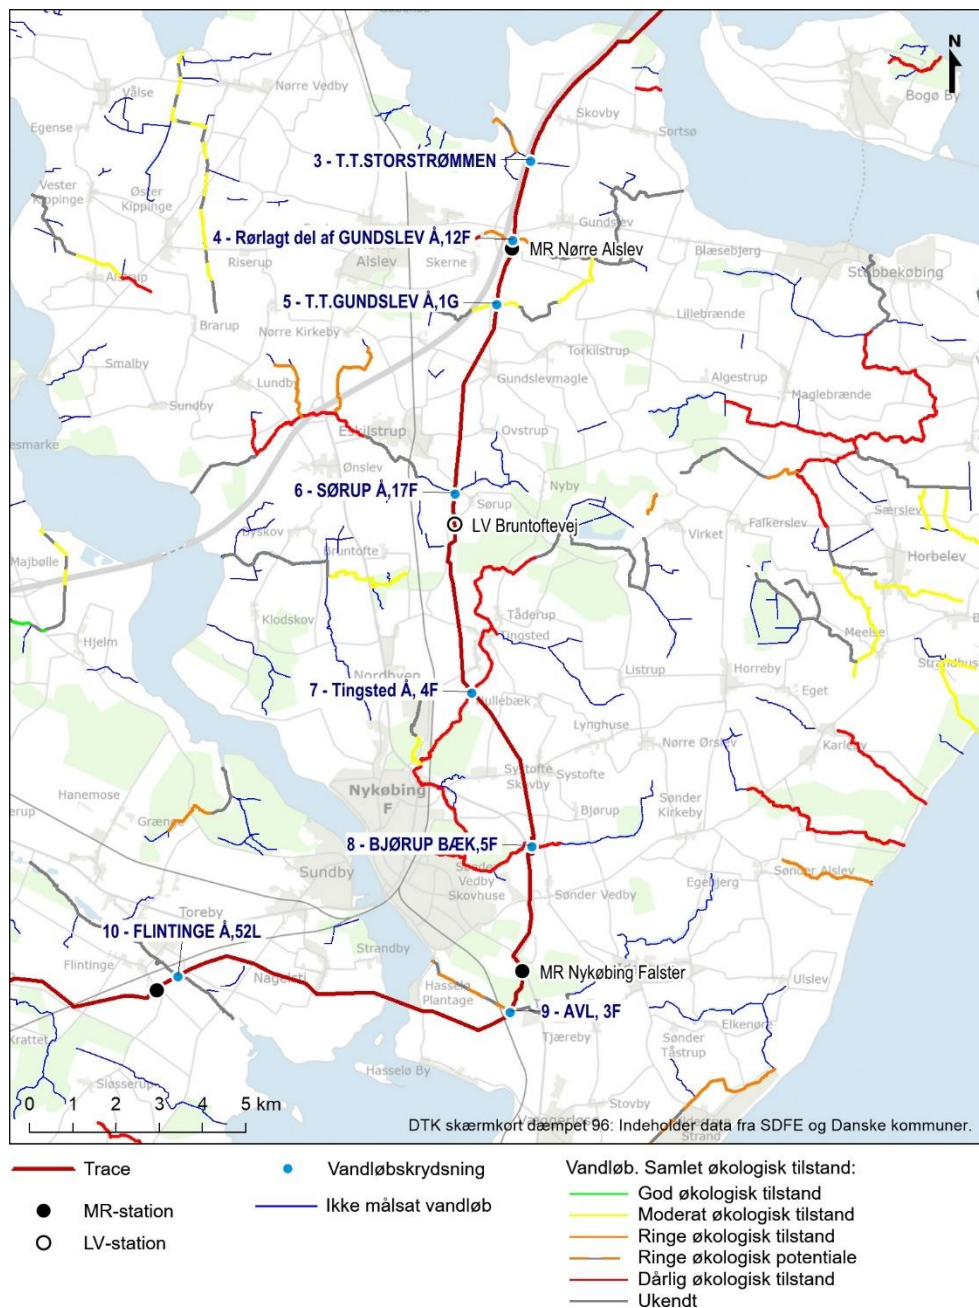 N
Bogø By
Skovby
Sortsø
Vålse
Nørre Vedby
Egense
3 - T.T.STORSTRØMMEN
Vester
Kippinge
Øster
Kippinge
Gundslev
4 - Rørlagt del af GUNDSLEV Å,12F
MR Nørre Alslev
Alslev
Skerne
Riserup
Blæsebjerg
Stubbekøbing
Alstrup
5 - T.T.GUNDSLEV Å,1G
Brarup
Nørre Kirkeby
Lillebrænde
Torkilstrup
Smalby
Lundby
Gundslevmagle
Algestrup
Maglebrænde
Sundby
Eskilstrup
Ovstrup
Ønslev
Nyby
6 - SØRUP Å,17F
Sørup
LV Bruntoftevej
Virket
Falkerslev
Særslev
Byskov
Bruntofte
Horbelev
Majbølle
Klodskov
Tåderup
Tingsted
Hjelm
Meelse
Listrup
Horreby
Nordbyen
7 - Tingsted Å, 4F
Eget
Lynghuse
Nørre Ørslev
Karleby
Hanemose
Nykøbing
F
Systofte
Skovby
Systofte
Grænge
Bjørup
Sønder
Kirkeby
8 - BJØRUP BÆK,5F
Sundby
Sønder
Vedby
Skovhuse
Sønder Vedby
Egebjerg
Sønder Alslev
Toreby
10 - FLINTINGE Å,52L
Strandby
Flintinge
Nagelsti
MR Nykøbing Falster
Hasselø
Plantage
Ulslev
9 - AVL, 3F
Tjæreby
Elkenøre
Sønder
Tåstrup
Krattet
Hasselø By
Sløsserup
Stovby
Strand
0 1 2 3 4 5 km
DTK skærmkort dæmpet 96: Indeholder data fra SDFE og Danske kommuner.
Trace
MR-station
LV-station
Vandløbskrydsning
Ikke målsat vandløb
Vandløb. Samlet økologisk tilstand:
God økologisk tilstand
Moderat økologisk tilstand
Ringe økologisk tilstand
Ringe økologisk potentiale
Dårlig økologisk tilstand
Ukendt